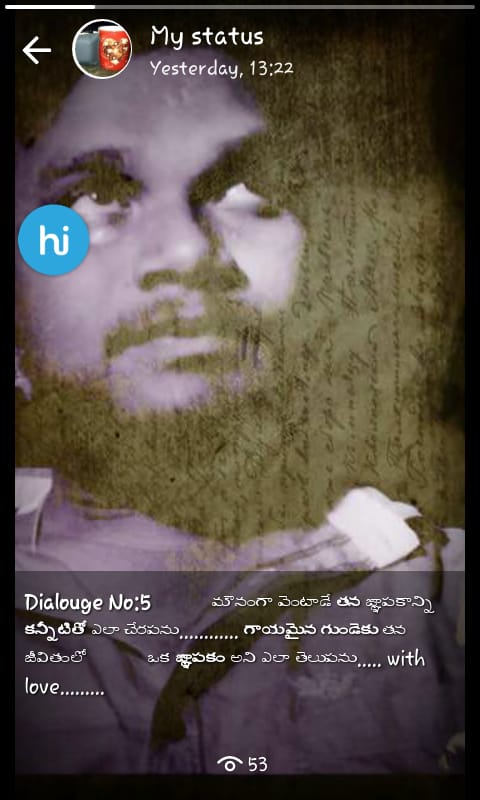 My status
Yesterday, 13:22
hi
Dialouge No:5 మౌనంగా వెంటాడే తన జ్ఞాపకాన్ని
కన్నీటితో ఎలా చేరపను............ గాయమైన గుండెకు తన
జీవితంలో ఒక జ్ఞాపకం అని ఎలా తెలుపను..... with
love.........
53